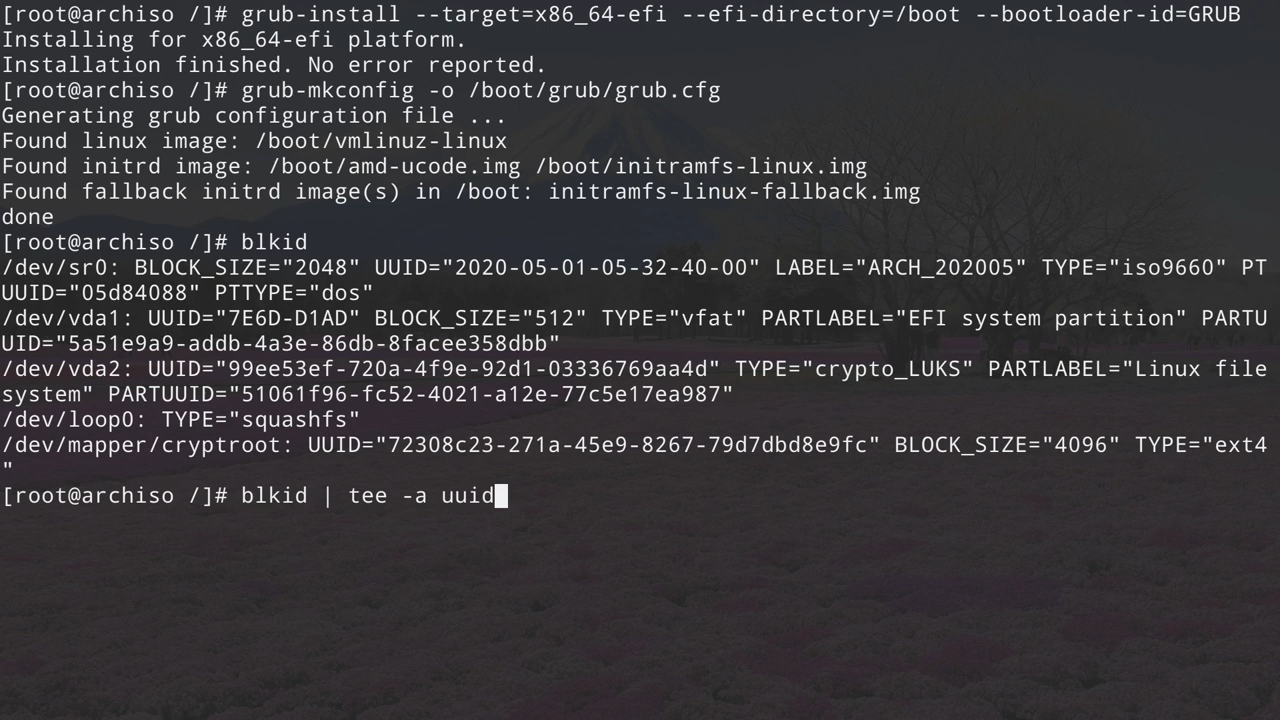 [root@archiso /]# grub-install --target=x86_64-efi --efi-directory=/boot --bootloader-id=GRUB
Installing for x86_64-efi platform.
Installation finished. No error reported.
[root@archiso /]# grub-mkconfig -o /boot/grub/grub.cfg
Generating grub configuration file ...
Found linux image: /boot/vmlinuz-linux
Found initrd image: /boot/amd-ucode.img /boot/initramfs-linux.img
Found fallback initrd image(s) in /boot: initramfs-linux-fallback.img
done
[root@archiso /]# blkid
/dev/sr0: BLOCK_SIZE="2048" UUID="2020-05-01-05-32-40-00" LABEL="ARCH_202005" TYPE="iso9660" PT
UUID="05d84088" PTTYPE="dos"
/dev/vda1: UUID="7E6D-D1AD" BLOCK_SIZE="512" TYPE="vfat" PARTLABEL="EFI system partition" PARTU
UID="5a51e9a9-addb-4a3e-86db-8facee358dbb"
/dev/vda2: UUID="99ee53ef-720a-4f9e-92d1-03336769aa4d" TYPE="crypto_LUKS" PARTLABEL="Linux file
system" PARTUUID="51061f96-fc52-4021-a12e-77c5e17ea987"
/dev/loop0: TYPE="squashfs"
/dev/mapper/cryptroot: UUID="72308c23-271a-45e9-8267-79d7dbd8e9fc" BLOCK_SIZE="4096" TYPE="ext4
"
[root@archiso /]# blkid | tee -a uuid